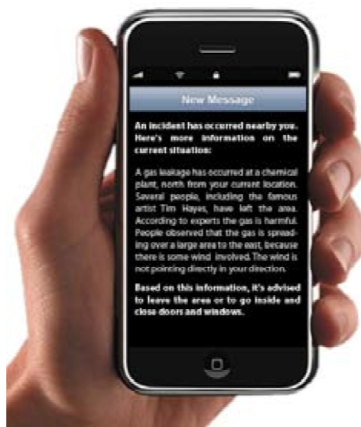 New Message
An incident has occurred nearby you.
Here's more information on the
current situation:
A gas leakage has occurred at a chemical
plant, north from your current location.
Several people, including the famous
artist Tim Hayes, have left the area.
According to experts the gas is harmful.
People observed that the gas is spread-
ing over a large area to the east, because
there is some wind involved. The wind is
not pointing directly in your direction.
Based on this information, it's advised
to leave the area or to go inside and
close doors and windows.